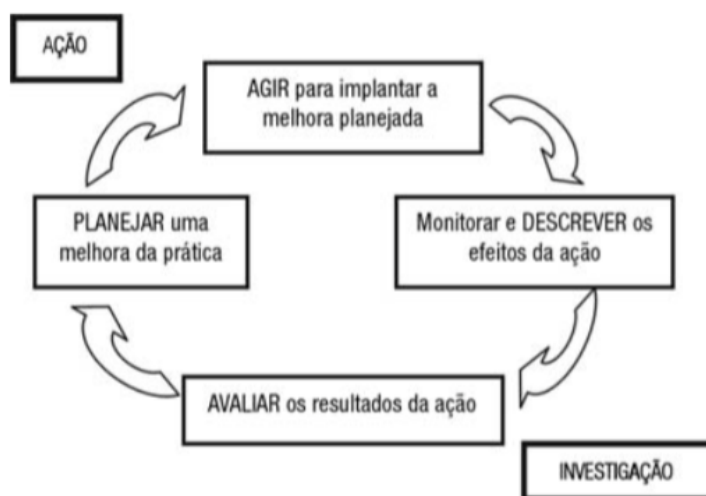 AÇÃO
AGIR para implantar a
melhora planejada
PLANEJAR uma
melhora da prática
Monitorar e DESCREVER os
efeitos da ação
AVALIAR os resultados da ação
INVESTIGAÇÃO